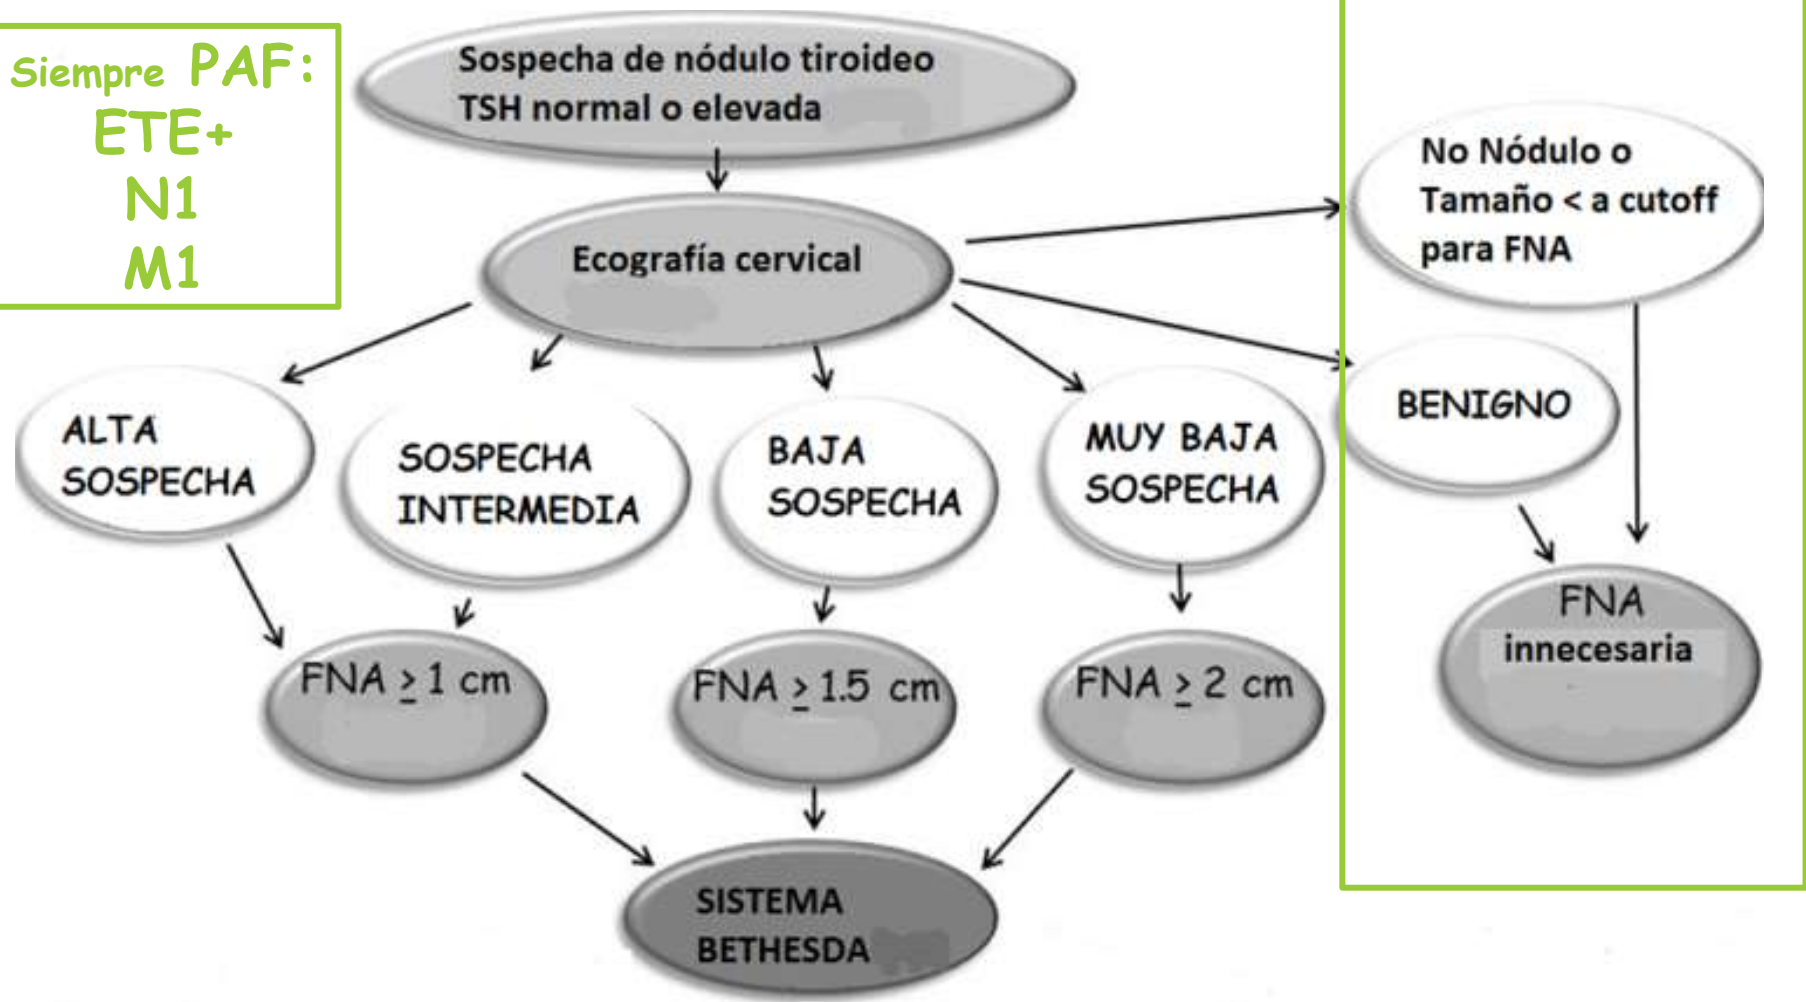 Siempre PAF:
ETE+
N1
M1
Sospecha de nódulo tiroideo
TSH normal o elevada
Ecografía cervical
No Nódulo o
Tamaño < a cutoff
para FNA
ALTA
SOSPECHA
SOSPECHA
INTERMEDIA
BAJA
SOSPECHA
MUY BAJA
SOSPECHA
BENIGNO
FNA ≥ 1 cm
FNA ≥ 1.5 cm
FNA ≥ 2 cm
FNA
innecesaria
SISTEMA
BETHESDA